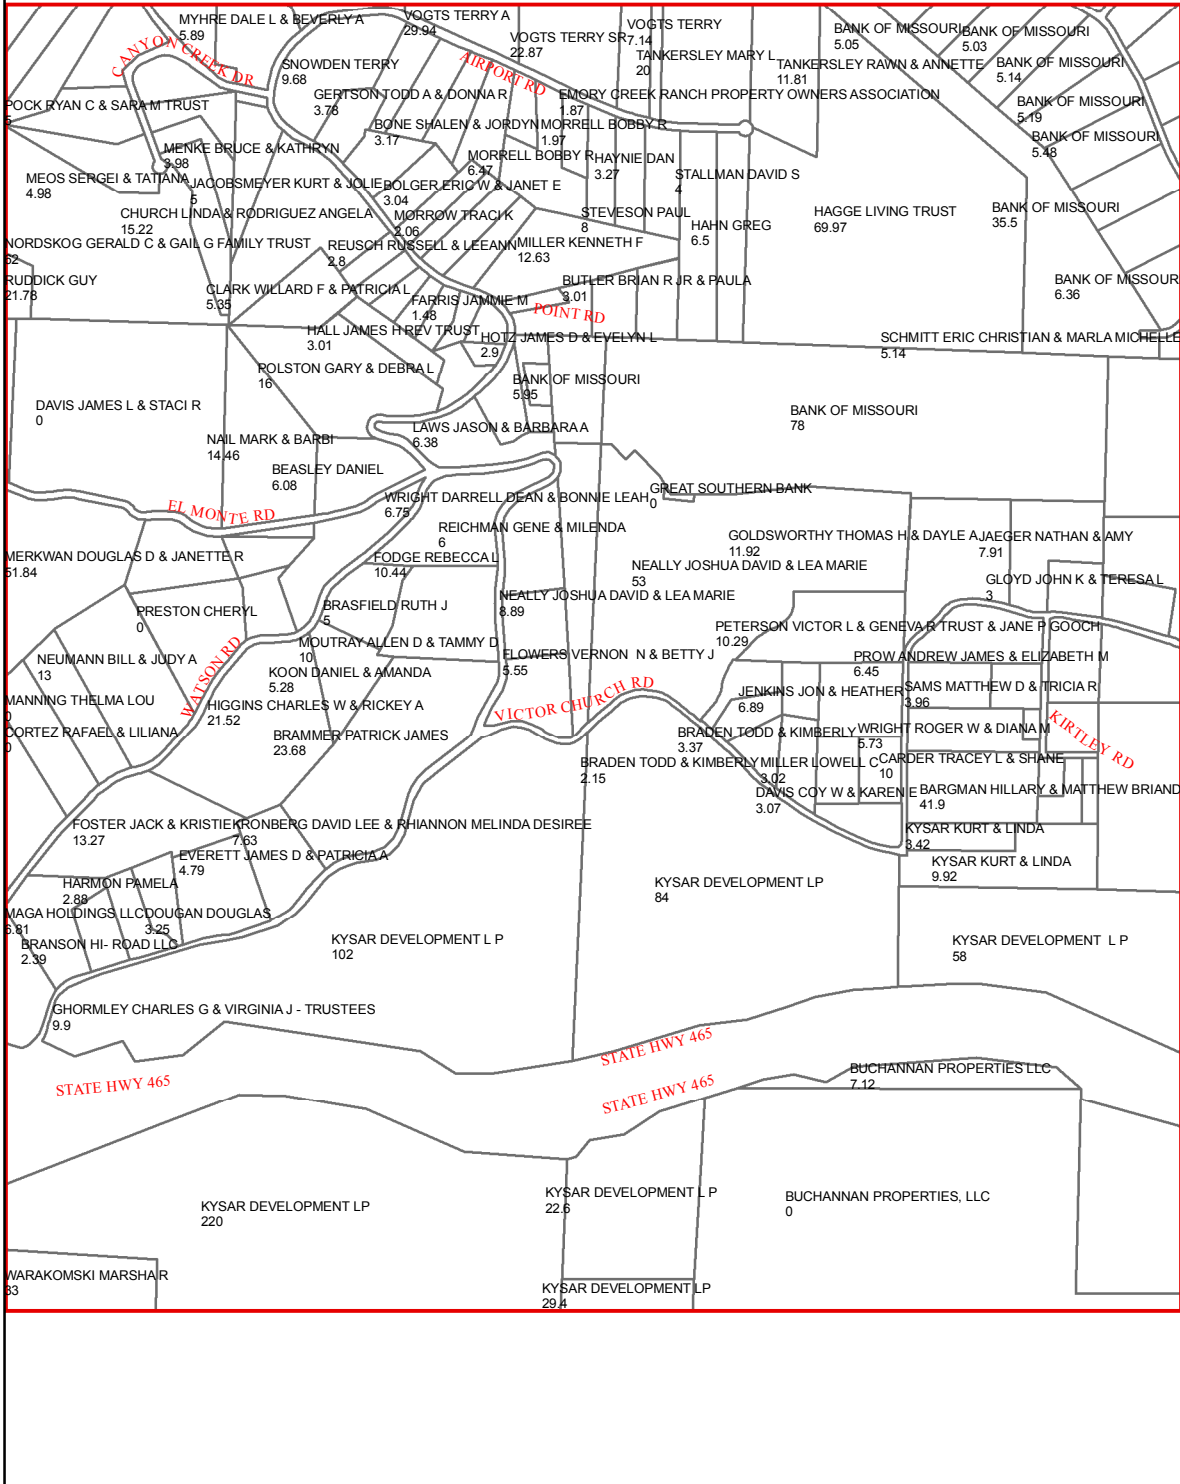 MYHRE DALE L & BEVERLY A
5.89
VOGTS TERRY A
29.94
VOGTS TERRY SR
22.87
VOGTS TERRY
7.14
TANKERSLEY MARY L
20
TANKERSLEY RAWN & ANNETTE
11.81
BANK OF MISSOURI
5.05
BANK OF MISSOURI
5.03
BANK OF MISSOURI
5.14
BANK OF MISSOURI
5.19
BANK OF MISSOURI
5.48
CANYON CREEK DR
AIRPORT RD
SNOWDEN TERRY
9.68
GERTSON TODD A & DONNA R
3.78
EMORY CREEK RANCH PROPERTY OWNERS ASSOCIATION
1.87
POCK RYAN C & SARA M TRUST
5
BONE SHALEN & JORDYN
3.17
MORRELL BOBBY R
1.97
MENKE BRUCE & KATHRYN
3.98
MORRELL BOBBY R
6.47
HAYNIE DAN
3.27
STALLMAN DAVID S
4
MEOS SERGEI & TATIANA
4.98
JACOBSMEYER KURT & JOLIE
5
BOLGER ERIC W & JANET E
3.04
CHURCH LINDA & RODRIGUEZ ANGELA
15.22
MORROW TRACI K
2.06
STEVESON PAUL
8
HAHN GREG
6.5
HAGGE LIVING TRUST
69.97
BANK OF MISSOURI
35.5
NORDSKOG GERALD C & GAIL G FAMILY TRUST
62
REUSCH RUSSELL & LEEANN
2.8
MILLER KENNETH F
12.63
RUDDICK GUY
21.78
CLARK WILLARD F & PATRICIA L
5.35
FARRIS JAMMIE M
1.48
BUTLER BRIAN R JR & PAULA
3.01
BANK OF MISSOUR
6.36
POINT RD
HALL JAMES H REV TRUST
3.01
HOTZ JAMES D & EVELYN L
2.9
SCHMITT ERIC CHRISTIAN & MARLA MICHELLE
5.14
POLSTON GARY & DEBRA L
16
BANK OF MISSOURI
5.95
DAVIS JAMES L & STACI R
0
BANK OF MISSOURI
78
NAIL MARK & BARBI
14.46
LAWS JASON & BARBARA A
6.38
BEASLEY DANIEL
6.08
WRIGHT DARRELL DEAN & BONNIE LEAH
6.75
GREAT SOUTHERN BANK
0
EL MONTE RD
REICHMAN GENE & MILENDA
6
GOLDSWORTHY THOMAS H & DAYLE A
11.92
JAEGER NATHAN & AMY
7.91
MERKWAN DOUGLAS D & JANETTE R
51.84
FODGE REBECCA L
10.44
NEALLY JOSHUA DAVID & LEA MARIE
53
GLOYD JOHN K & TERESA L
3
NEALLY JOSHUA DAVID & LEA MARIE
8.89
PRESTON CHERYL
0
BRASFIELD RUTH J
5
PETERSON VICTOR L & GENEVA R TRUST & JANE P GOOCH
10.29
MOUTRAY ALLEN D & TAMMY D
10
FLOWERS VERNON N & BETTY J
5.55
PROW ANDREW JAMES & ELIZABETH M
6.45
NEUMANN BILL & JUDY A
13
WATSON RD
KOON DANIEL & AMANDA
5.28
VICTOR CHURCH RD
JENKINS JON & HEATHER
6.89
SAMS MATTHEW D & TRICIA R
3.96
MANNING THELMA LOU
0
HIGGINS CHARLES W & RICKEY A
21.52
KIRTLEY RD
CORTEZ RAFAEL & LILIANA
0
BRAMMER PATRICK JAMES
23.68
BRADEN TODD & KIMBERLY
3.37
WRIGHT ROGER W & DIANA M
5.73
BRADEN TODD & KIMBERLY
2.15
MILLER LOWELL C
3.02
CARDER TRACEY L & SHANE
10
DAVIS COY W & KAREN E
3.07
BARGMAN HILLARY & MATTHEW BRIAND
41.9
FOSTER JACK & KRISTIE
13.27
KRONBERG DAVID LEE & RHIANNON MELINDA DESIREE
7.63
KYSAR KURT & LINDA
3.42
EVERETT JAMES D & PATRICIA A
4.79
KYSAR KURT & LINDA
9.92
HARMON PAMELA
2.88
KYSAR DEVELOPMENT LP
84
MAGA HOLDINGS LLC
6.81
DOUGAN DOUGLAS
3.25
BRANSON HI- ROAD LLC
2.39
KYSAR DEVELOPMENT L P
102
KYSAR DEVELOPMENT L P
58
GHORMLEY CHARLES G & VIRGINIA J - TRUSTEES
9.9
STATE HWY 465
STATE HWY 465
STATE HWY 465
BUCHANNAN PROPERTIES LLC
7.12
KYSAR DEVELOPMENT LP
220
KYSAR DEVELOPMENT L P
22.6
BUCHANNAN PROPERTIES, LLC
0
WARAKOMSKI MARSHA R
33
KYSAR DEVELOPMENT LP
29.4